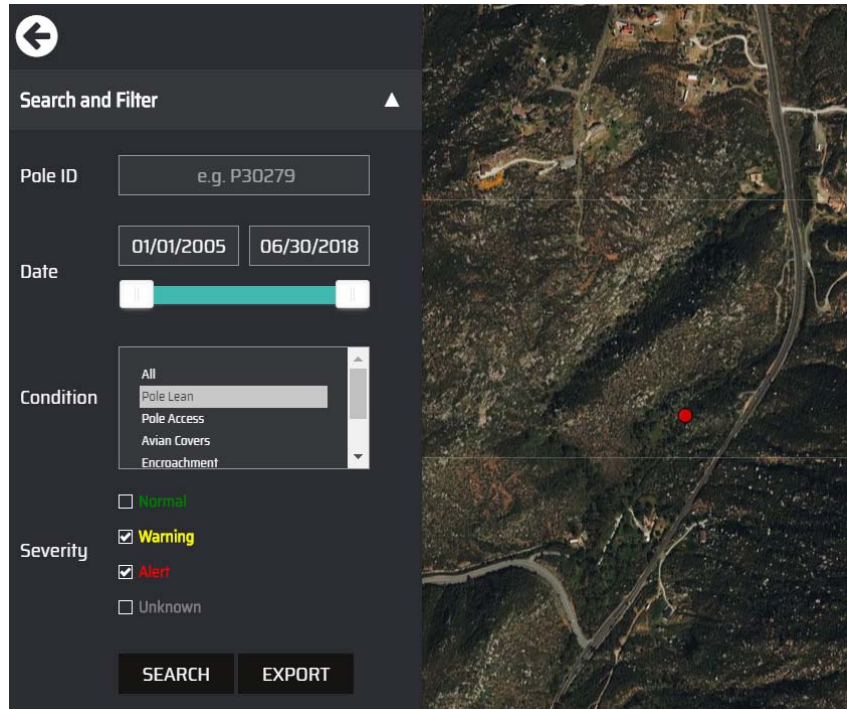 Search and Filter ▲
Pole ID e.g. P30279
Date 01/01/2005 06/30/2018
Condition
All
Pole Lean
Pole Access
Avian Covers
Encroachment
Severity
Normal
Warning
Alert
Unknown
SEARCH EXPORT